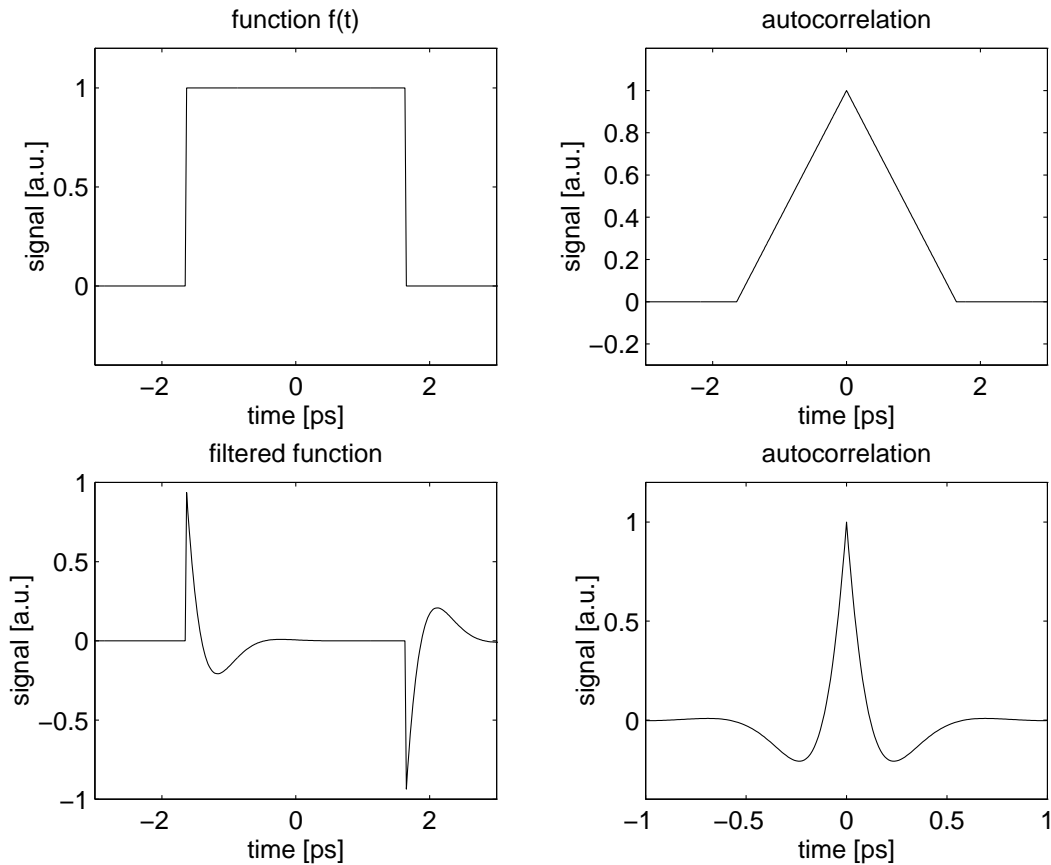 function f(t)
signal [a.u.]
1
0.5
0
−2
0
2
time [ps]
autocorrelation
signal [a.u.]
1
0.8
0.6
0.4
0.2
0
−0.2
−2
0
2
time [ps]
filtered function
signal [a.u.]
1
0.5
0
−0.5
−1
−2
0
2
time [ps]
autocorrelation
signal [a.u.]
1
0.5
0
−1
−0.5
0
0.5
1
time [ps]